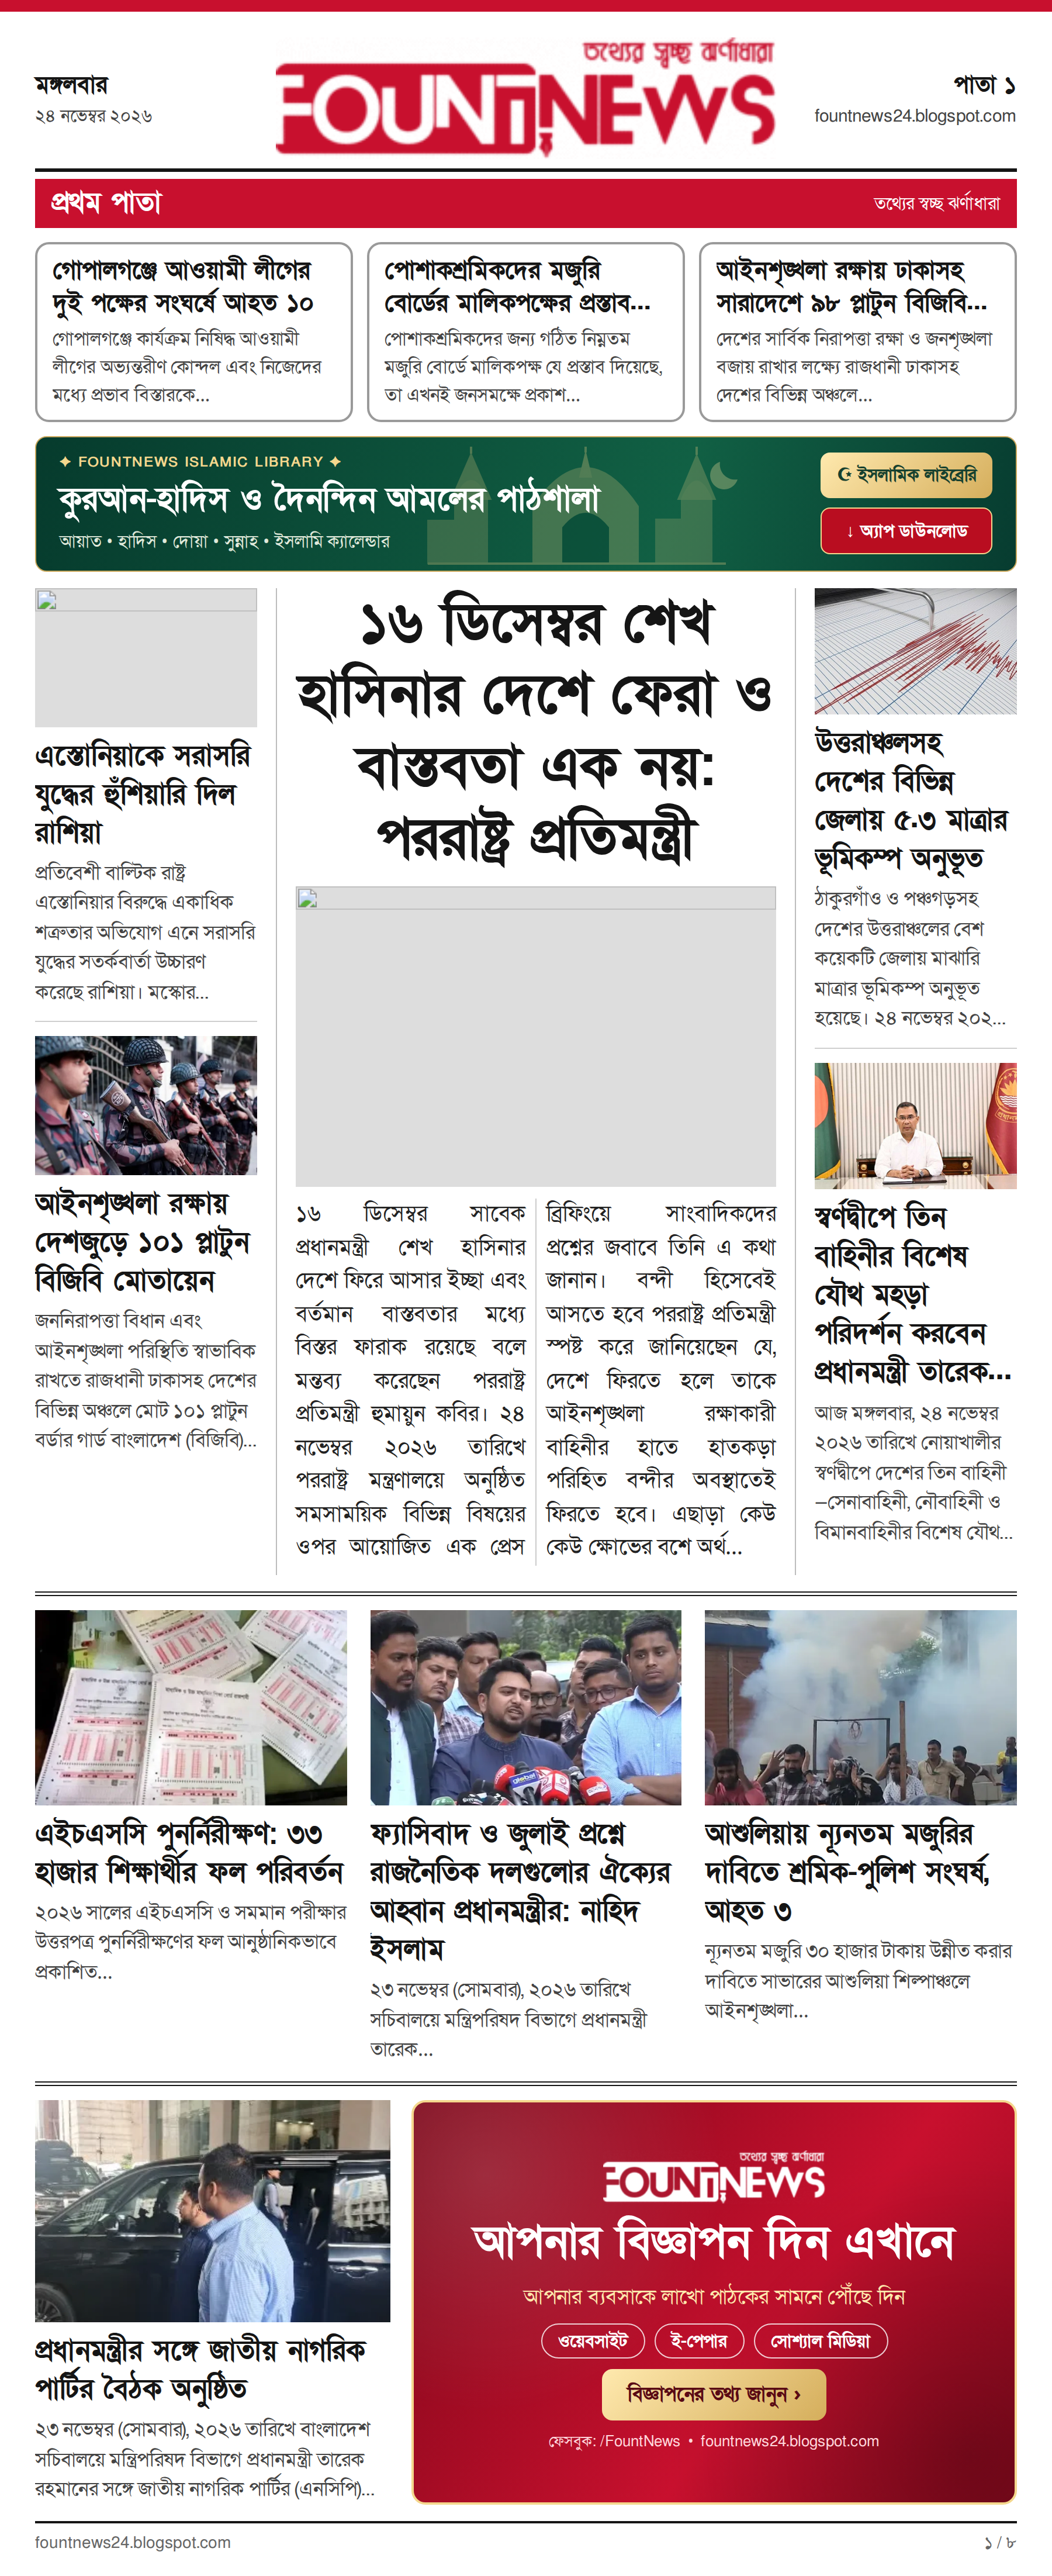 মঙ্গলবার
২৪ নভেম্বর ২০২৬
তথ্যের স্বচ্ছ ঝর্ণাধারা
FOUNTNEWS
পাতা ১
fountnews24.blogspot.com
প্রথম পাতা
তথ্যের স্বচ্ছ ঝর্ণাধারা
গোপালগঞ্জে আওয়ামী লীগের
দুই পক্ষের সংঘর্ষে আহত ১০
গোপালগঞ্জে কার্যক্রম নিষিদ্ধ আওয়ামী
লীগের অভ্যন্তরীণ কোন্দল এবং নিজেদের
মধ্যে প্রভাব বিস্তারকে...
পোশাকশ্রমিকদের মজুরি
বোর্ডের মালিকপক্ষের প্রস্তাব...
পোশাকশ্রমিকদের জন্য গঠিত নিম্নতম
মজুরি বোর্ডে মালিকপক্ষ যে প্রস্তাব দিয়েছে,
তা এখনই জনসমক্ষে প্রকাশ...
আইনশৃঙ্খলা রক্ষায় ঢাকাসহ
সারাদেশে ৯৮ প্লাটুন বিজিবি...
দেশের সার্বিক নিরাপত্তা রক্ষা ও জনশৃঙ্খলা
বজায় রাখার লক্ষ্যে রাজধানী ঢাকাসহ
দেশের বিভিন্ন অঞ্চলে...
✦ FOUNTNEWS ISLAMIC LIBRARY ✦
কুরআন-হাদিস ও দৈনন্দিন আমলের পাঠশালা
আয়াত • হাদিস • দোয়া • সুন্নাহ • ইসলামি ক্যালেন্ডার
☪ ইসলামিক লাইব্রেরি
↓ অ্যাপ ডাউনলোড
এস্তোনিয়াকে সরাসরি
যুদ্ধের হুঁশিয়ারি দিল
রাশিয়া
প্রতিবেশী বাল্টিক রাষ্ট্র
এস্তোনিয়ার বিরুদ্ধে একাধিক
শত্রুতার অভিযোগ এনে সরাসরি
যুদ্ধের সতর্কবার্তা উচ্চারণ
করেছে রাশিয়া। মস্কোর...
আইনশৃঙ্খলা রক্ষায়
দেশজুড়ে ১০১ প্লাটুন
বিজিবি মোতায়েন
জননিরাপত্তা বিধান এবং
আইনশৃঙ্খলা পরিস্থিতি স্বাভাবিক
রাখতে রাজধানী ঢাকাসহ দেশের
বিভিন্ন অঞ্চলে মোট ১০১ প্লাটুন
বর্ডার গার্ড বাংলাদেশ (বিজিবি)...
১৬ ডিসেম্বর শেখ
হাসিনার দেশে ফেরা ও
বাস্তবতা এক নয়:
পররাষ্ট্র প্রতিমন্ত্রী
১৬ ডিসেম্বর সাবেক
প্রধানমন্ত্রী শেখ হাসিনার
দেশে ফিরে আসার ইচ্ছা এবং
বর্তমান বাস্তবতার মধ্যে
বিস্তর ফারাক রয়েছে বলে
মন্তব্য করেছেন পররাষ্ট্র
প্রতিমন্ত্রী হুমায়ুন কবির। ২৪
নভেম্বর ২০২৬ তারিখে
পররাষ্ট্র মন্ত্রণালয়ে অনুষ্ঠিত
সমসাময়িক বিভিন্ন বিষয়ের
ওপর আয়োজিত এক প্রেস
ব্রিফিংয়ে সাংবাদিকদের
প্রশ্নের জবাবে তিনি এ কথা
জানান। বন্দী হিসেবেই
আসতে হবে পররাষ্ট্র প্রতিমন্ত্রী
স্পষ্ট করে জানিয়েছেন যে,
দেশে ফিরতে হলে তাকে
আইনশৃঙ্খলা রক্ষাকারী
বাহিনীর হাতে হাতকড়া
পরিহিত বন্দীর অবস্থাতেই
ফিরতে হবে। এছাড়া কেউ
কেউ ক্ষোভের বশে অর্থ...
উত্তরাঞ্চলসহ
দেশের বিভিন্ন
জেলায় ৫.৩ মাত্রার
ভূমিকম্প অনুভূত
ঠাকুরগাঁও ও পঞ্চগড়সহ
দেশের উত্তরাঞ্চলের বেশ
কয়েকটি জেলায় মাঝারি
মাত্রার ভূমিকম্প অনুভূত
হয়েছে। ২৪ নভেম্বর ২০২...
স্বর্ণদ্বীপে তিন
বাহিনীর বিশেষ
যৌথ মহড়া
পরিদর্শন করবেন
প্রধানমন্ত্রী তারেক...
আজ মঙ্গলবার, ২৪ নভেম্বর
২০২৬ তারিখে নোয়াখালীর
স্বর্ণদ্বীপে দেশের তিন বাহিনী
–সেনাবাহিনী, নৌবাহিনী ও
বিমানবাহিনীর বিশেষ যৌথ...
এইচএসসি পুনর্নিরীক্ষণ: ৩৩
হাজার শিক্ষার্থীর ফল পরিবর্তন
২০২৬ সালের এইচএসসি ও সমমান পরীক্ষার
উত্তরপত্র পুনর্নিরীক্ষণের ফল আনুষ্ঠানিকভাবে
প্রকাশিত...
ফ্যাসিবাদ ও জুলাই প্রশ্নে
রাজনৈতিক দলগুলোর ঐক্যের
আহ্বান প্রধানমন্ত্রীর: নাহিদ
ইসলাম
২৩ নভেম্বর (সোমবার), ২০২৬ তারিখে
সচিবালয়ে মন্ত্রিপরিষদ বিভাগে প্রধানমন্ত্রী
তারেক...
আশুলিয়ায় ন্যূনতম মজুরির
দাবিতে শ্রমিক-পুলিশ সংঘর্ষ,
আহত ৩
ন্যূনতম মজুরি ৩০ হাজার টাকায় উন্নীত করার
দাবিতে সাভারের আশুলিয়া শিল্পাঞ্চলে
আইনশৃঙ্খলা...
প্রধানমন্ত্রীর সঙ্গে জাতীয় নাগরিক
পার্টির বৈঠক অনুষ্ঠিত
২৩ নভেম্বর (সোমবার), ২০২৬ তারিখে বাংলাদেশ
সচিবালয়ে মন্ত্রিপরিষদ বিভাগে প্রধানমন্ত্রী তারেক
রহমানের সঙ্গে জাতীয় নাগরিক পার্টির (এনসিপি)...
তথ্যের স্বচ্ছ ঝর্ণাধারা
FOUNTNEWS
আপনার বিজ্ঞাপন দিন এখানে
আপনার ব্যবসাকে লাখো পাঠকের সামনে পৌঁছে দিন
ওয়েবসাইট ই-পেপার সোশ্যাল মিডিয়া
বিজ্ঞাপনের তথ্য জানুন ›
ফেসবুক: /FountNews • fountnews24.blogspot.com
fountnews24.blogspot.com
১ / ৮